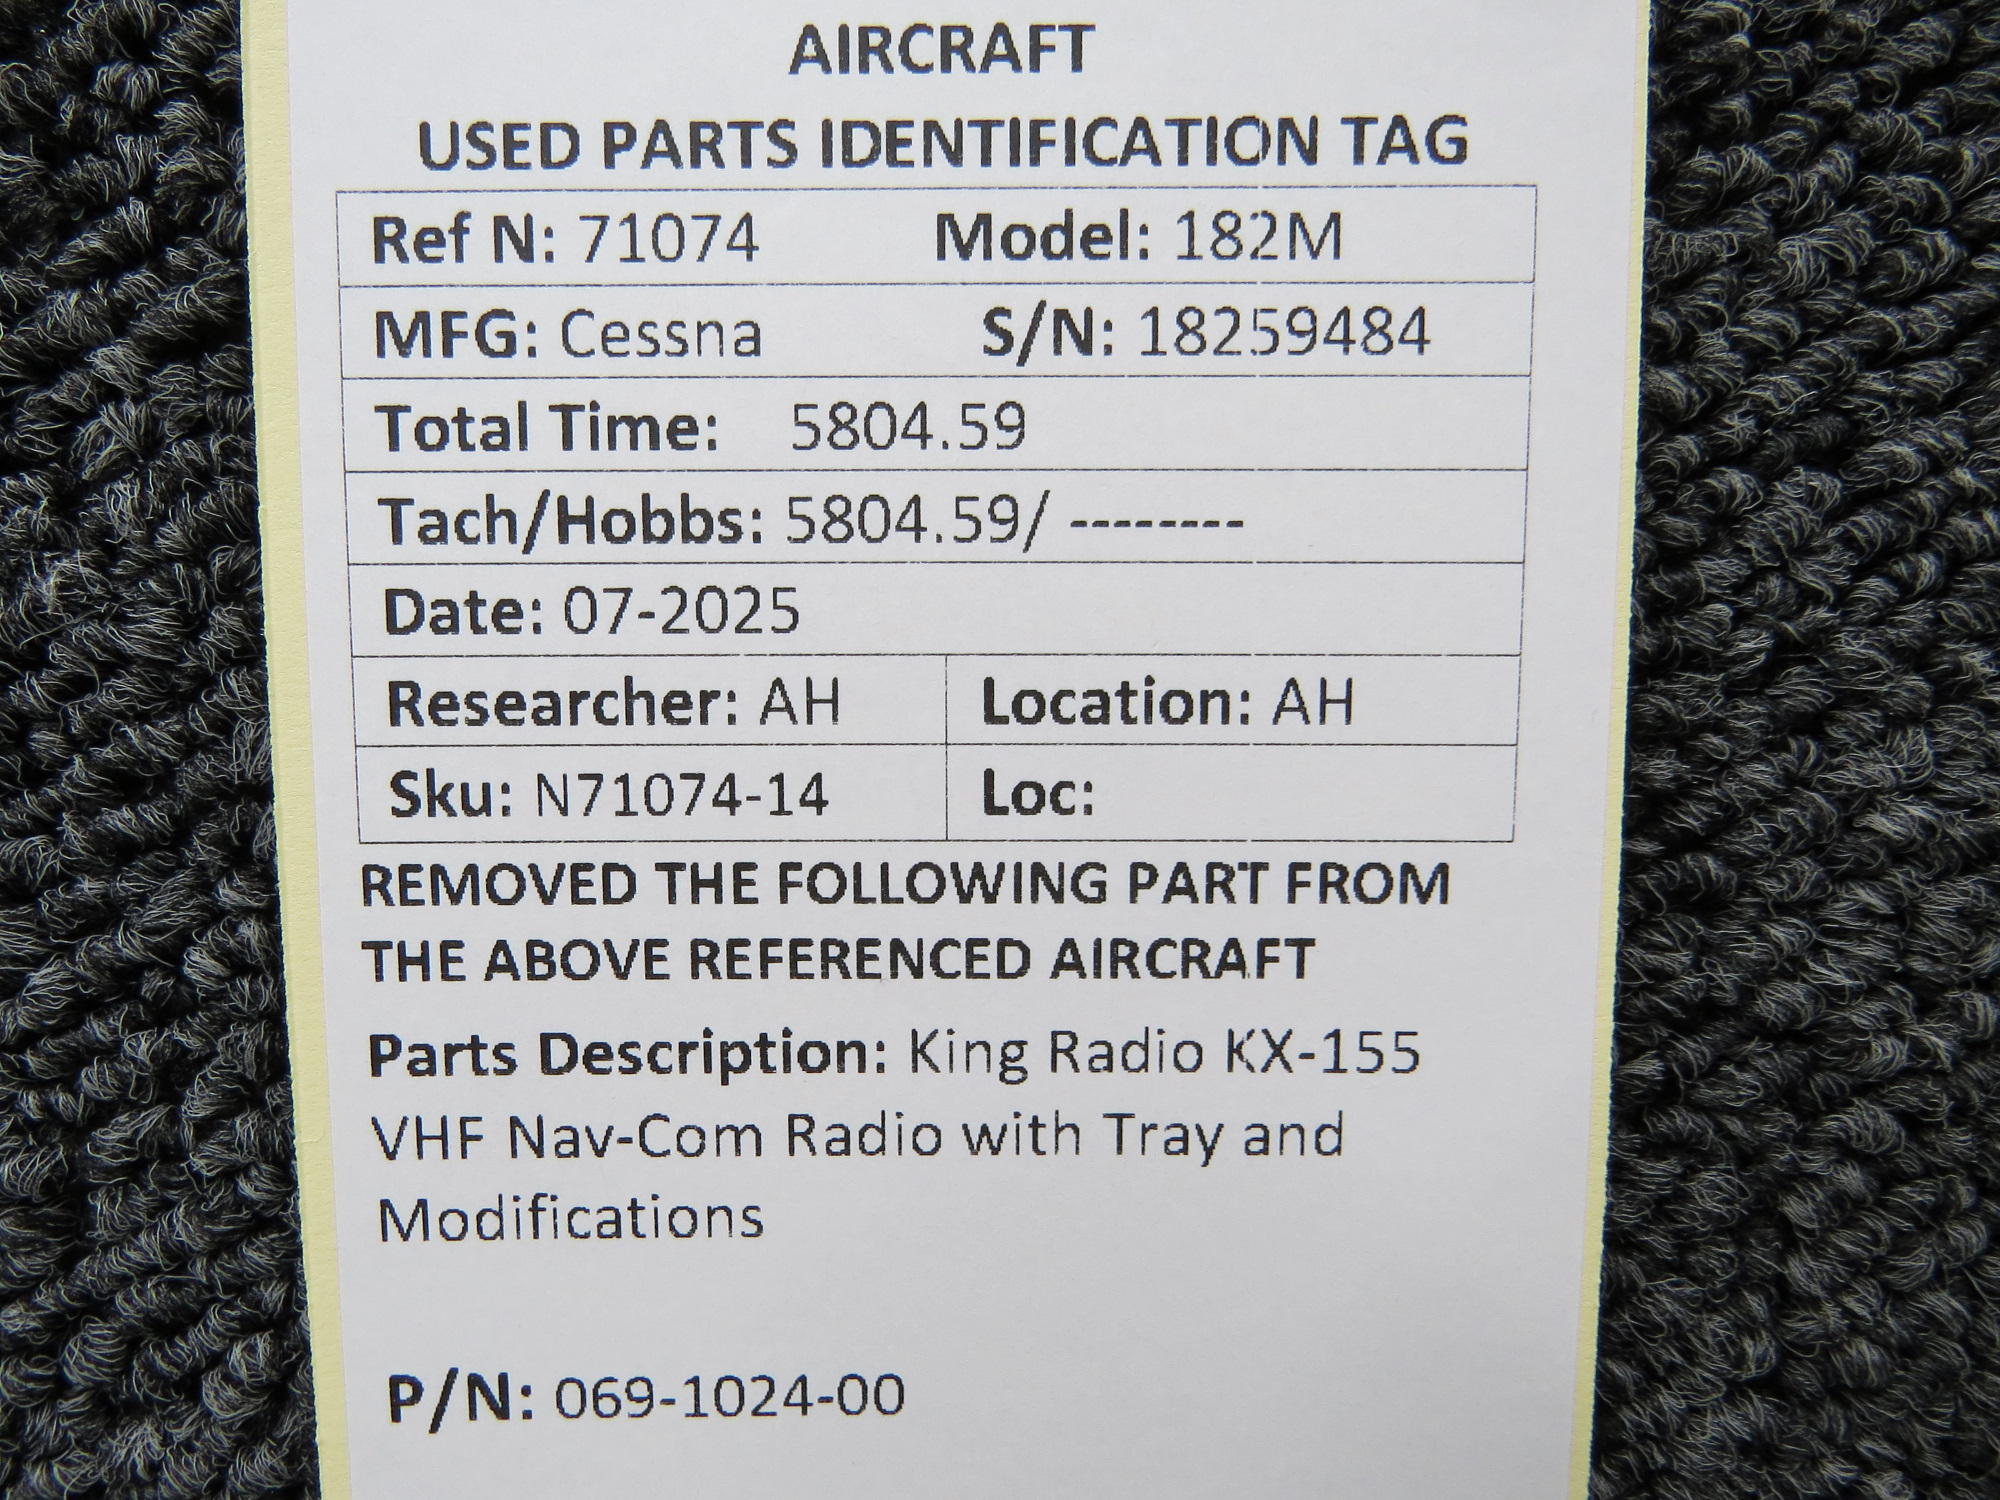 AIRCRAFT
USED PARTS IDENTIFICATION TAG
Ref N: 71074 Model: 182M
MFG: Cessna S/N: 18259484
Total Time: 5804.59
Tach/Hobbs: 5804.59/ --------
Date: 07-2025
Researcher: AH Location: AH
Sku: N71074-14 Loc:
REMOVED THE FOLLOWING PART FROM
THE ABOVE REFERENCED AIRCRAFT
Parts Description: King Radio KX-155
VHF Nav-Com Radio with Tray and
Modifications
P/N: 069-1024-00